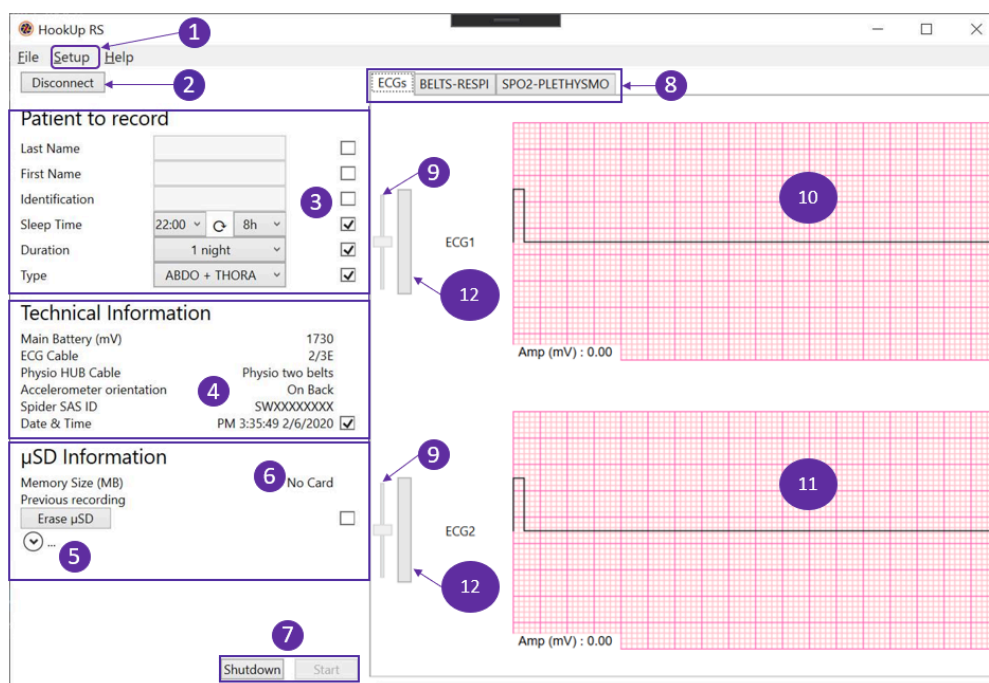 HookUp RS
1
File Setup Help
Disconnect
2
ECGs BELTS-RESPI SPO2-PLETHYSMO
8
Patient to record
Last Name
First Name
Identification
3
Sleep Time 22:00 8h
Duration 1 night
Type ABDO + THORA
9
ECG1
10
12
Amp (mV) : 0.00
Technical Information
Main Battery (mV) 1730
ECG Cable 2/3E
Physio HUB Cable Physio two belts
Accelerometer orientation On Back
4
Spider SAS ID SWXXXXXXXX
Date & Time PM 3:35:49 2/6/2020
µSD Information
Memory Size (MB) 6 No Card
Previous recording
Erase µSD
...
5
9
ECG2
11
12
Amp (mV) : 0.00
7
Shutdown Start